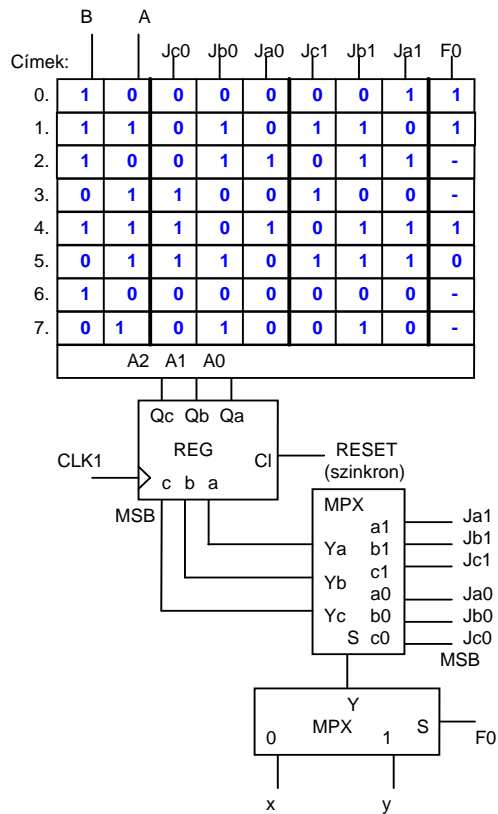 B A
Címek: Jc0 Jb0 Ja0 Jc1 Jb1 Ja1 F0
0. 1 0 0 0 0 0 0 1 1
1. 1 1 0 1 0 1 1 0 1
2. 1 0 0 1 1 0 1 1 -
3. 0 1 1 0 0 1 0 0 -
4. 1 1 1 0 1 0 1 1 1
5. 0 1 1 1 0 1 1 1 0
6. 1 0 0 0 0 0 0 0 -
7. 0 1 0 1 0 0 1 0 -
A2 A1 A0
Qc Qb Qa
CLK1 REG Cl RESET
(szinkron)
c b a
MSB MPX
a1 Ja1
Ya b1 Jb1
c1 Jc1
Yb a0 Ja0
Yc b0 Jb0
S c0 Jc0
MSB
Y
0 MPX 1 S F0
x y